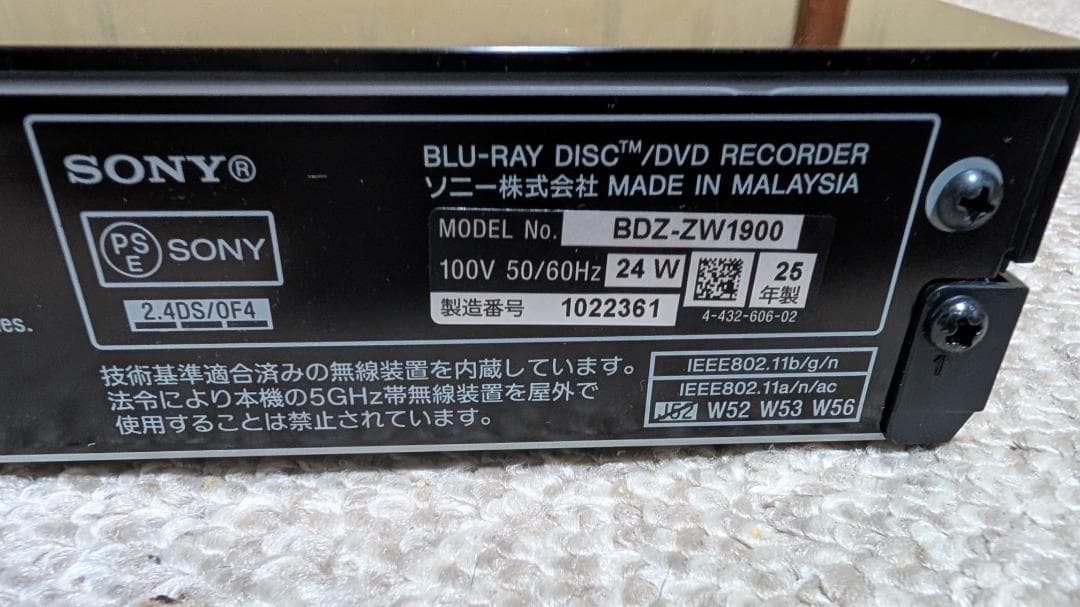 SONY®
BLU-RAY DISC™/DVD RECORDER
ソニー株式会社 MADE IN MALAYSIA
PSE SONY
MODEL No. BDZ-ZW1900
100V 50/60Hz 24 W
25年製
製造番号 1022361
4-432-606-02
2.4DS/OF4
技術基準適合済みの無線装置を内蔵しています。
法令により本機の5GHz帯無線装置を屋外で
使用することは禁止されています。
IEEE802.11b/g/n
IEEE802.11a/n/ac
J52 W52 W53 W56
1